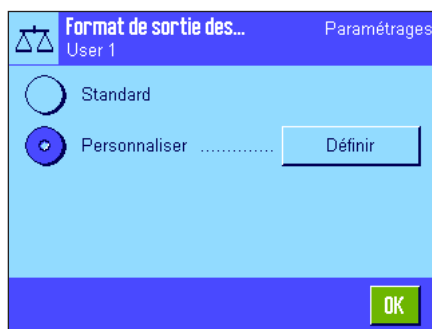 Format de sortie des... Paramétrages
User 1
Standard
Personnaliser .............. Définir
OK